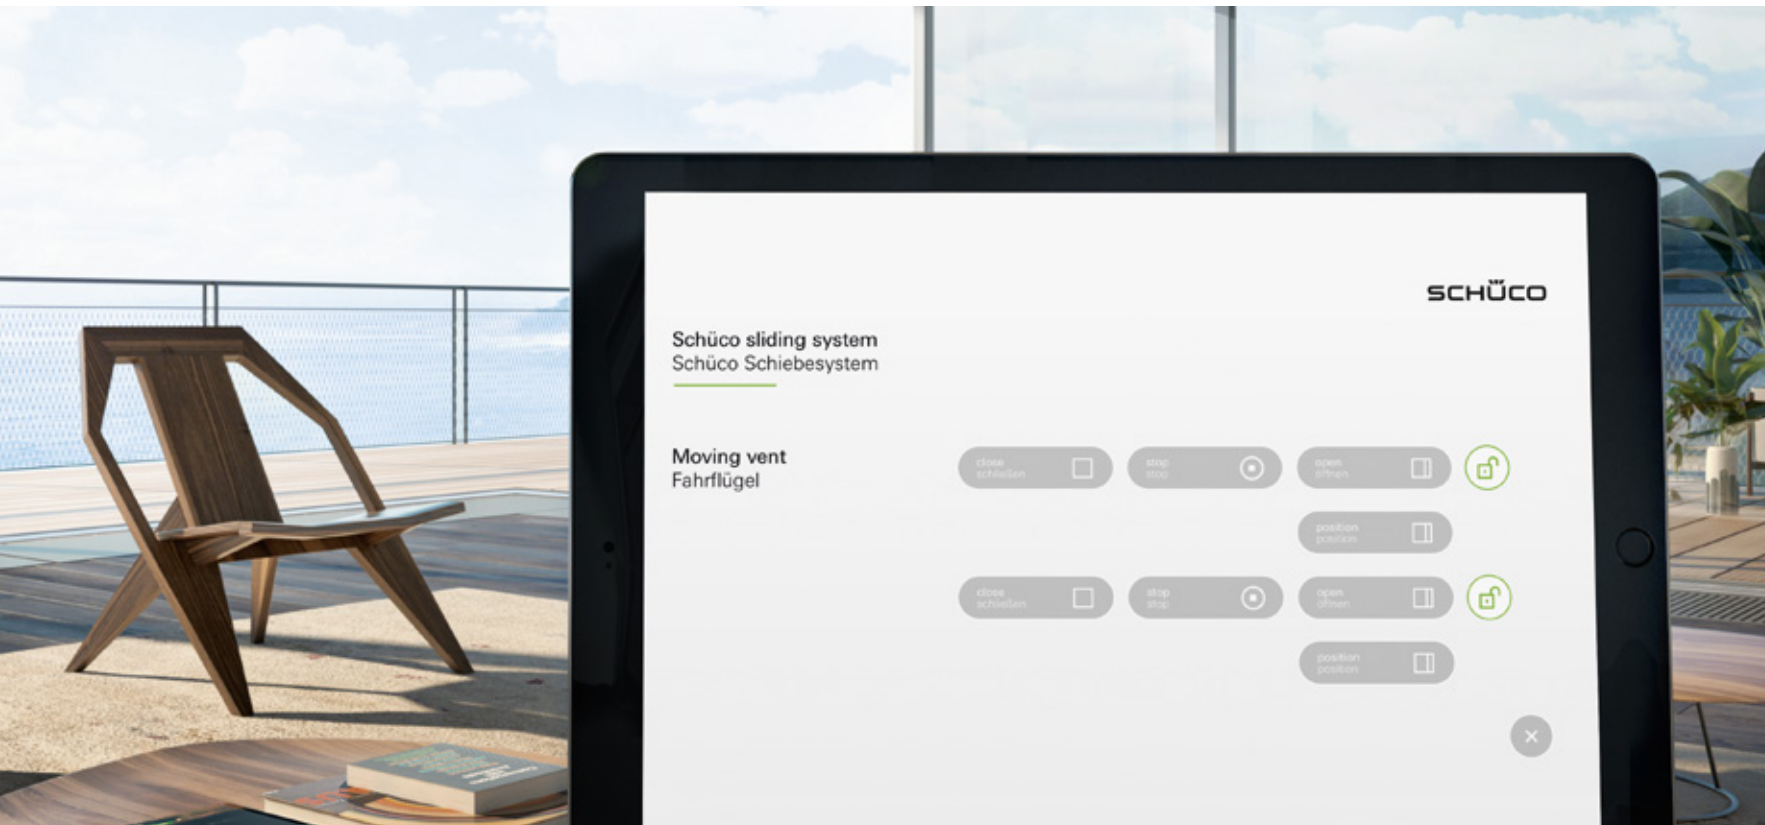 SCHÜCO
Schüco sliding system
Schüco Schiebesystem
Moving vent
Fahrflügel
close
schließen
stop
stop
open
öffnen
position
position
close
schließen
stop
stop
open
öffnen
position
position